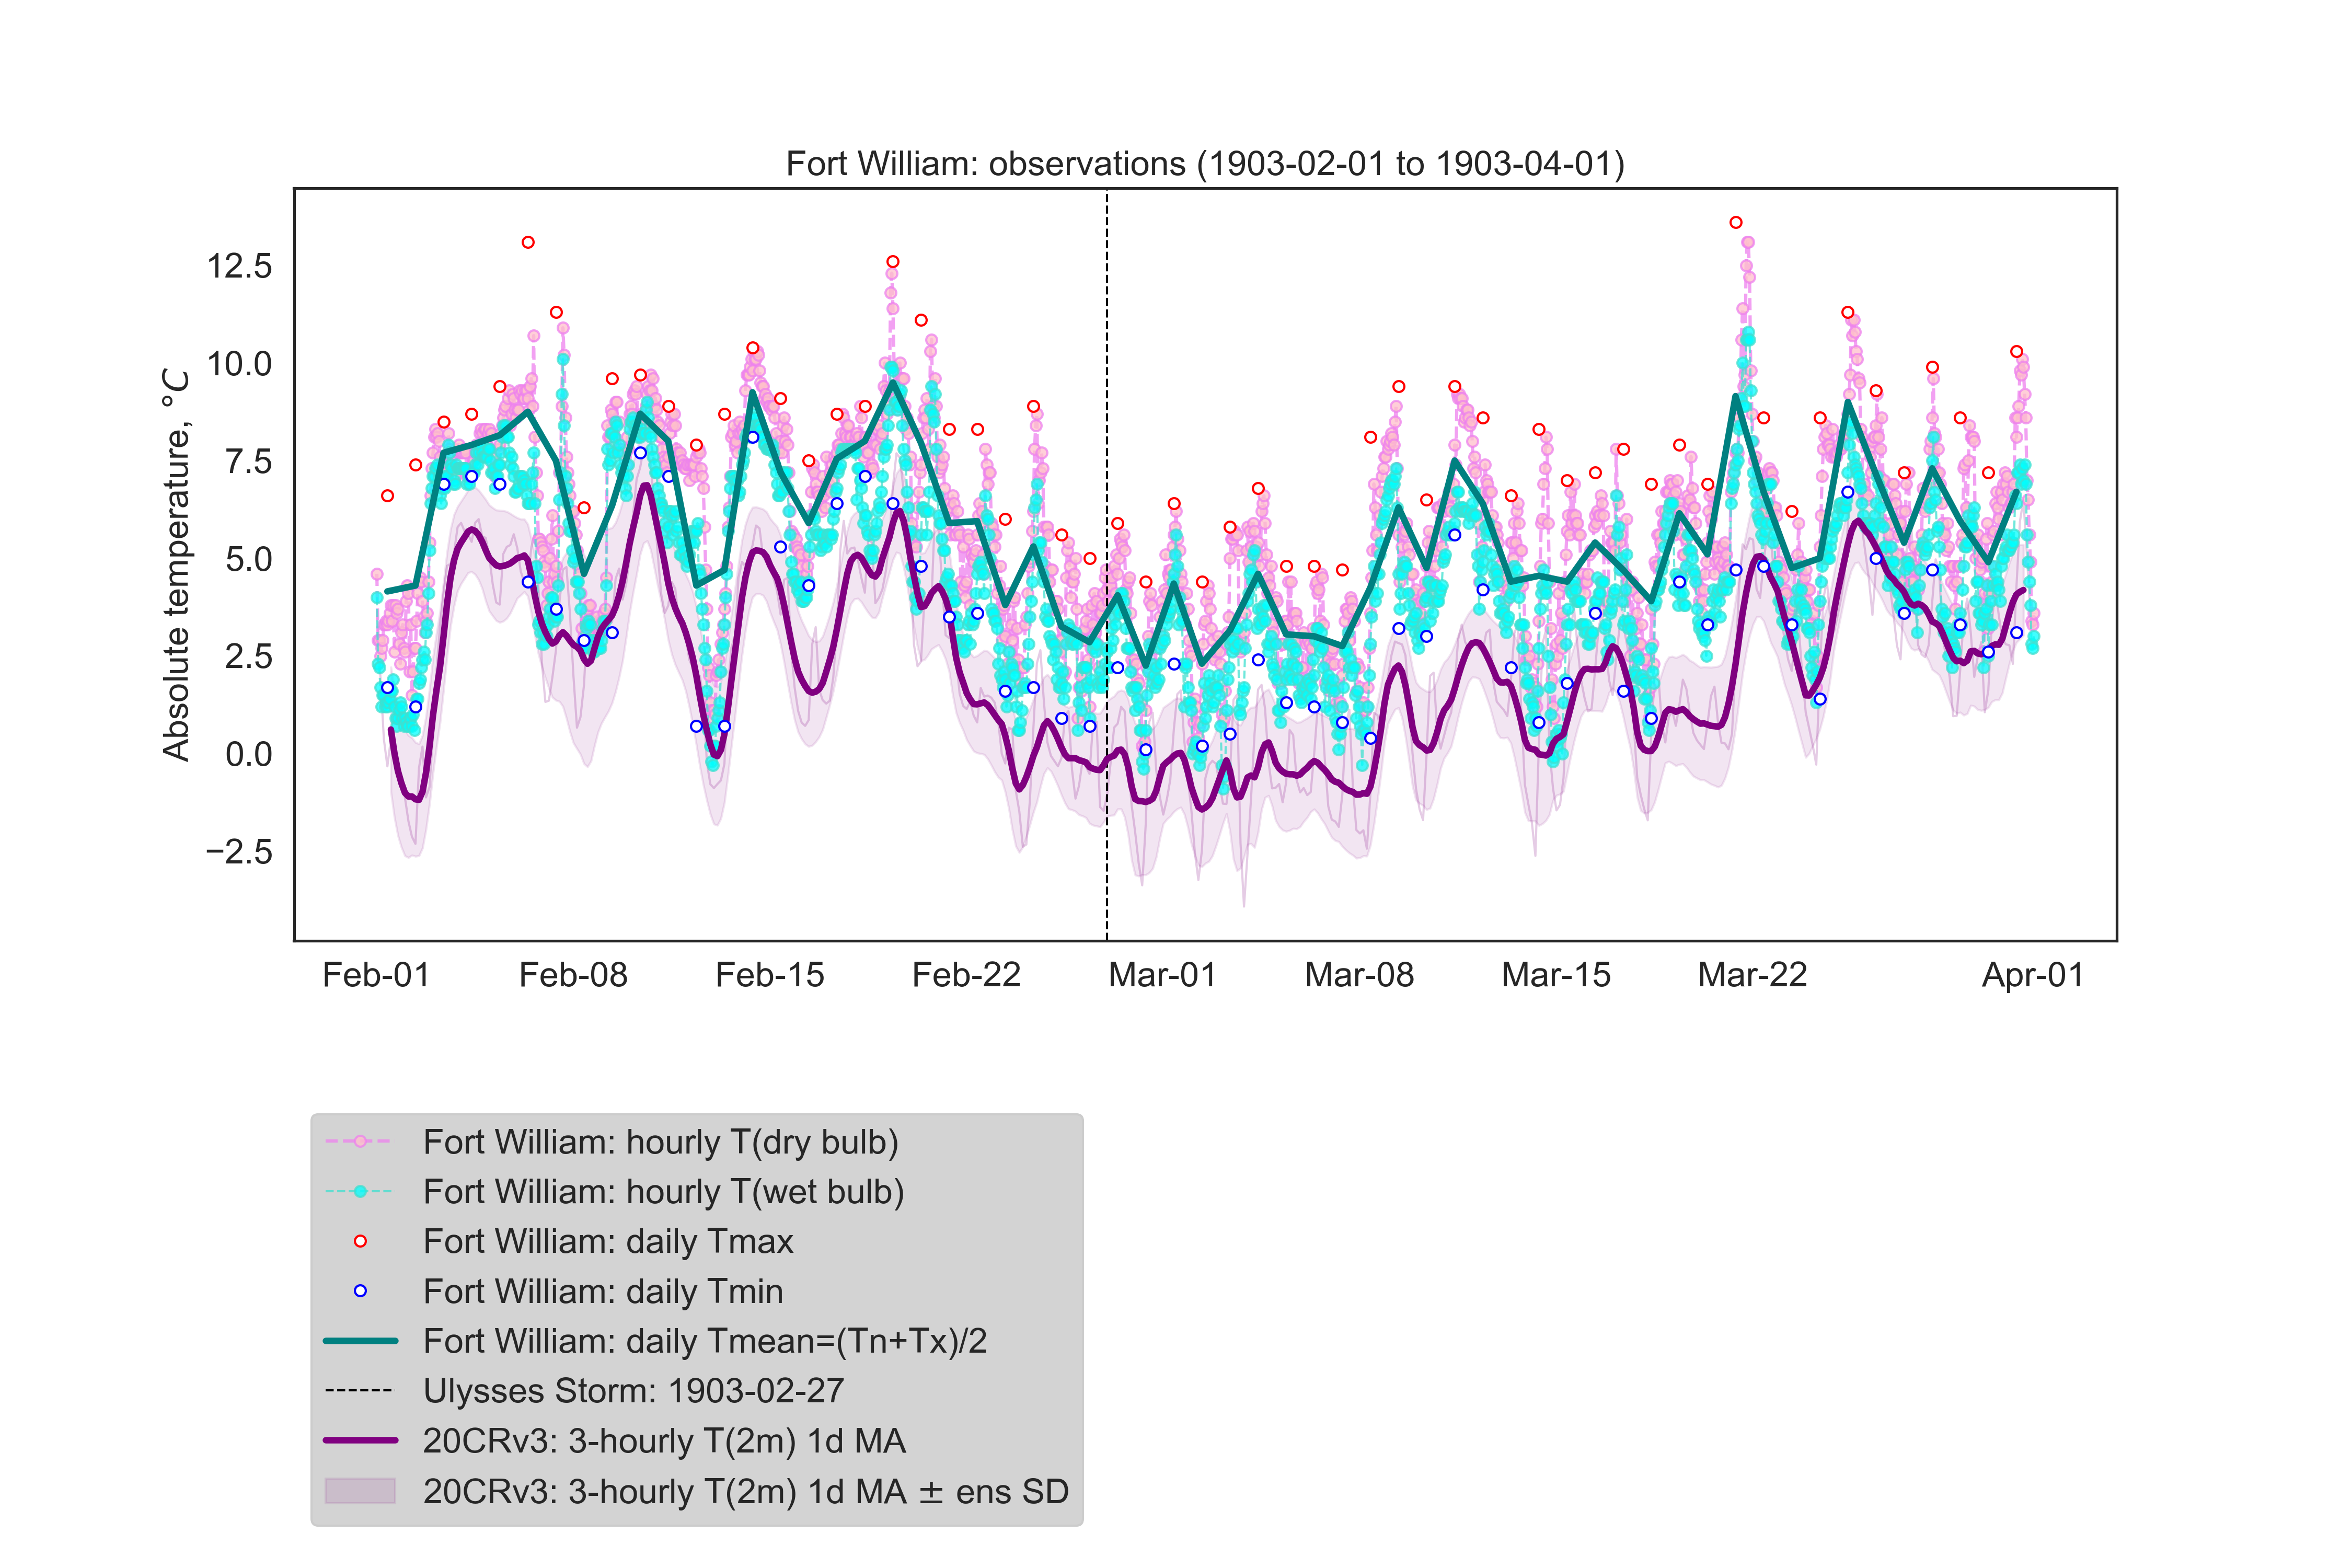 Fort William: observations (1903-02-01 to 1903-04-01)
Absolute temperature, °C
12.5
10.0
7.5
5.0
2.5
0.0
−2.5
Feb-01 Feb-08 Feb-15 Feb-22 Mar-01 Mar-08 Mar-15 Mar-22 Apr-01
Fort William: hourly T(dry bulb)
Fort William: hourly T(wet bulb)
Fort William: daily Tmax
Fort William: daily Tmin
Fort William: daily Tmean=(Tn+Tx)/2
Ulysses Storm: 1903-02-27
20CRv3: 3-hourly T(2m) 1d MA
20CRv3: 3-hourly T(2m) 1d MA ± ens SD